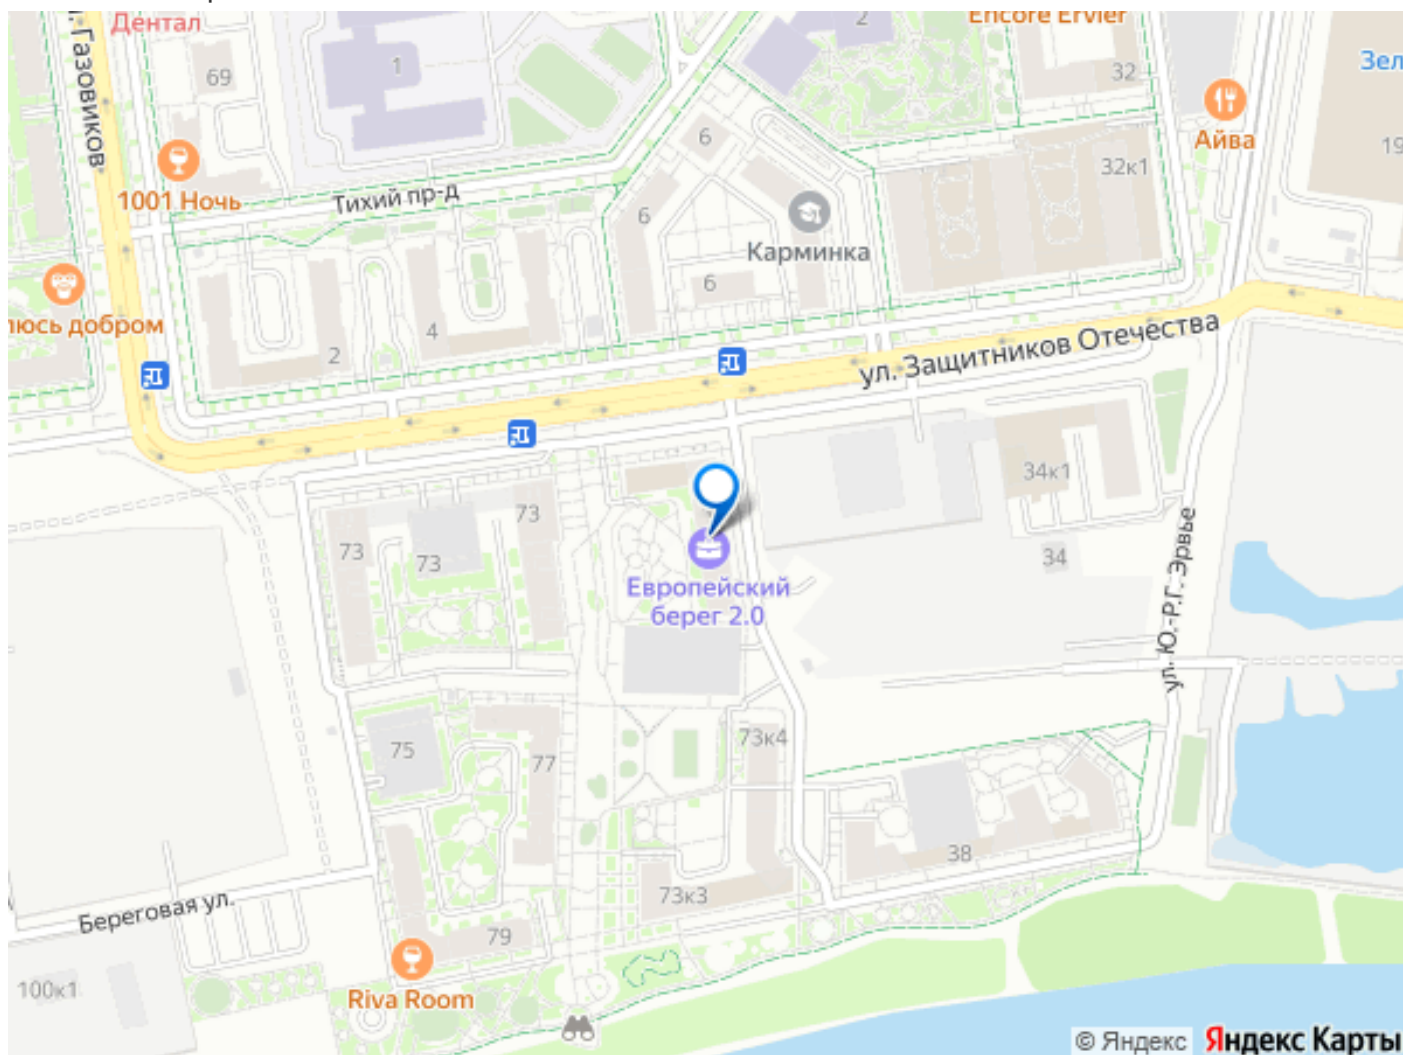 Дентал
Газовиков
69
1
2
Encore Ervier
32
Зел
Айва
19
32к1
1001 Ночь
Тихий пр-д
6
6
Карминка
6
люсь добром
2
4
ул. Защитников Отечества
73
73
73
34к1
34
Европейский
берег 2.0
ул. Ю.-Р.Г. Эрвье
75
77
73к4
38
73к3
Береговая ул.
79
100к1
Riva Room
© Яндекс Яндекс Карты